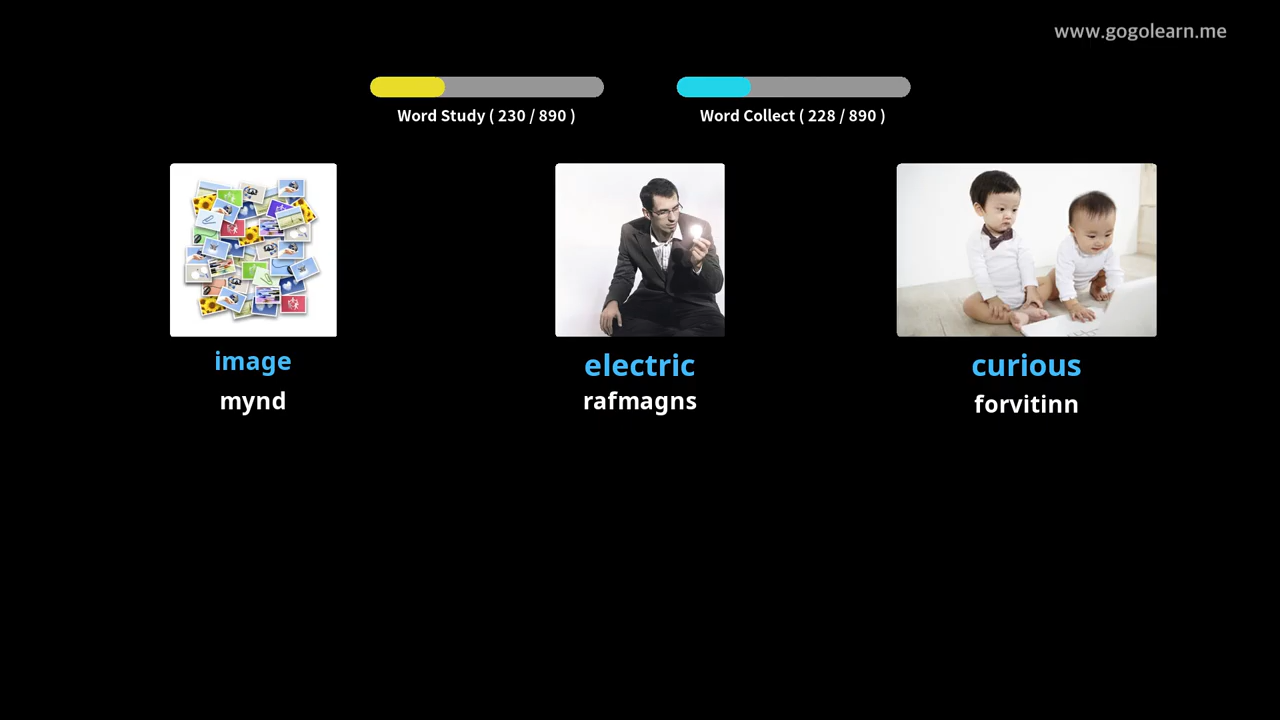 www.gogolearn.me
Word Study ( 230 / 890 )
Word Collect ( 228 / 890 )
image
electric
curious
mynd
rafmagns
forvitinn